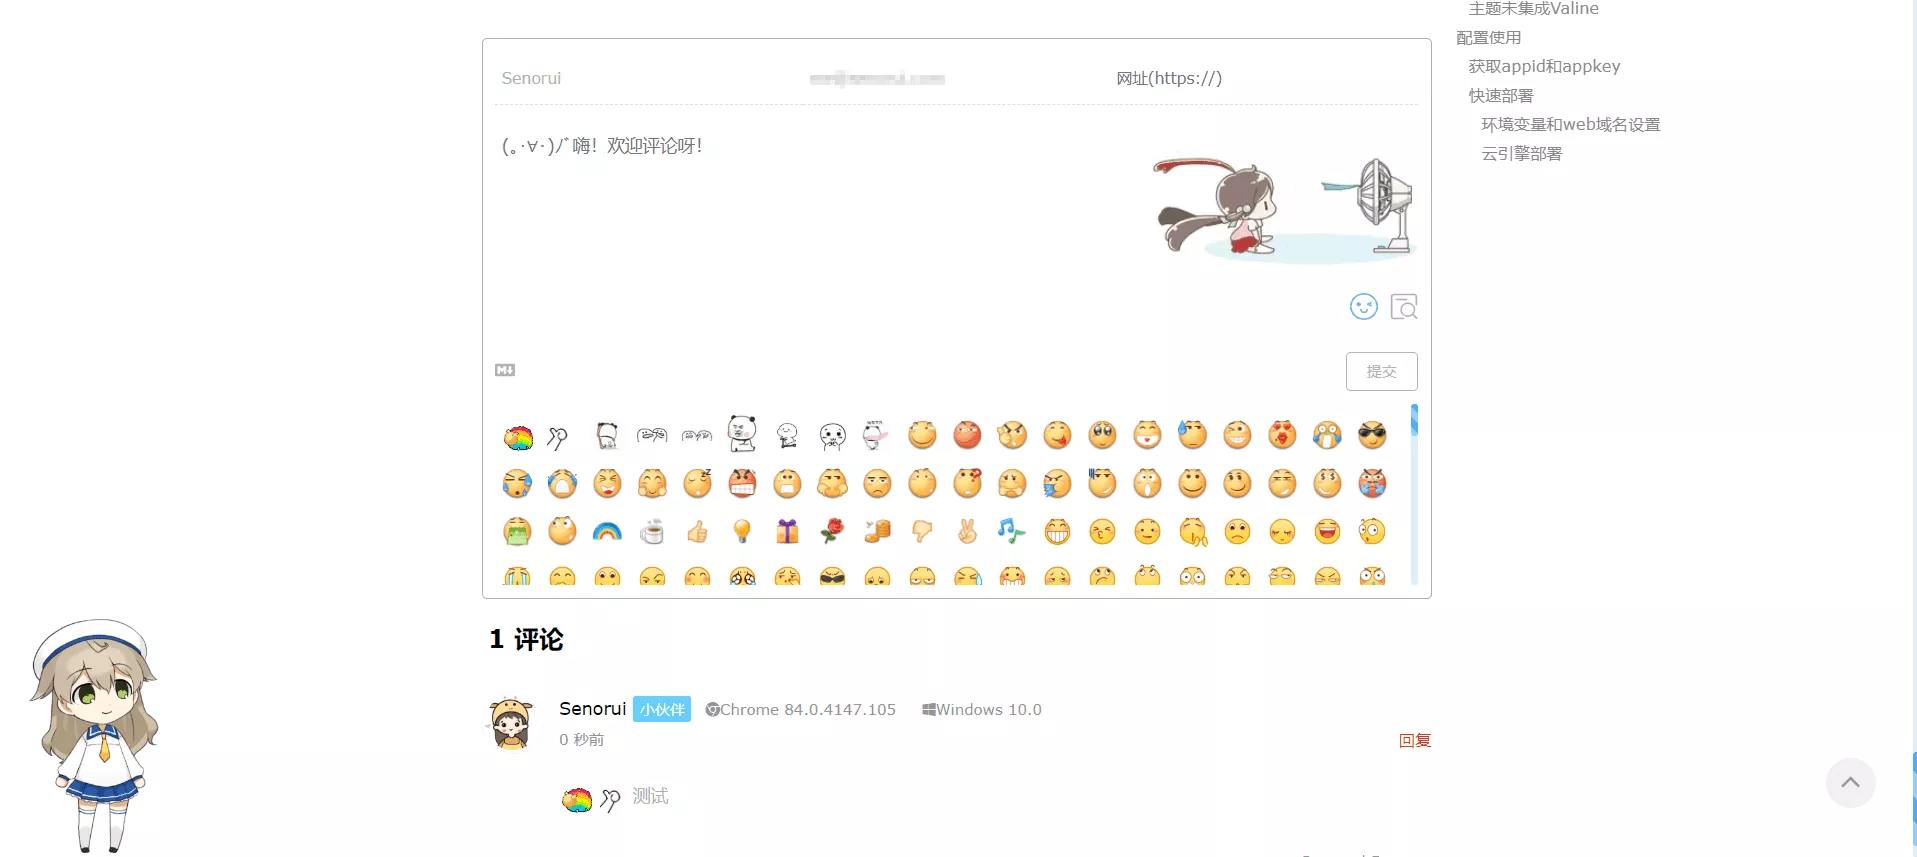 主题未集成Valine
配置使用
获取appid和appkey
快速部署
环境变量和web域名设置
云引擎部署
Senorui
网址(https://)
(｡･∀･)ﾉﾞ嗨！欢迎评论呀！
M↓
提交
1 评论
Senorui 小伙伴 Chrome 84.0.4147.105 Windows 10.0
0 秒前
回复
测试